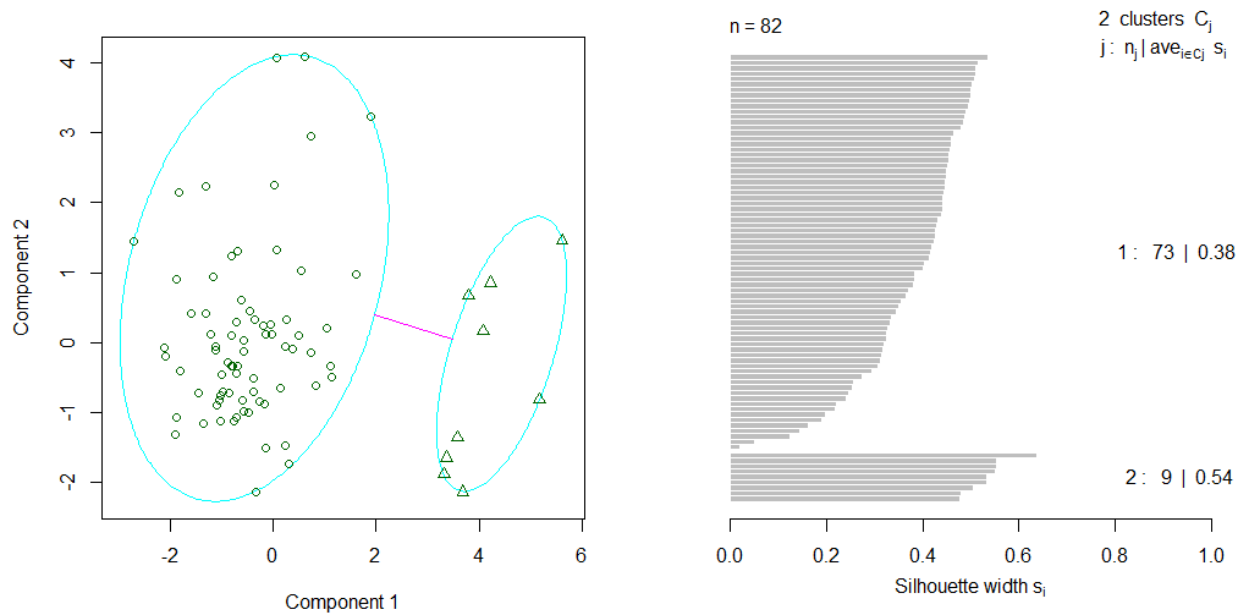 4
3
2
1
0
-1
-2
Component 2
-2
0
2
4
6
Component 1
n = 82
2 clusters Cj
j : nj | avei∈Cj si
1 : 73 | 0.38
2 : 9 | 0.54
0.0
0.2
0.4
0.6
0.8
1.0
Silhouette width si